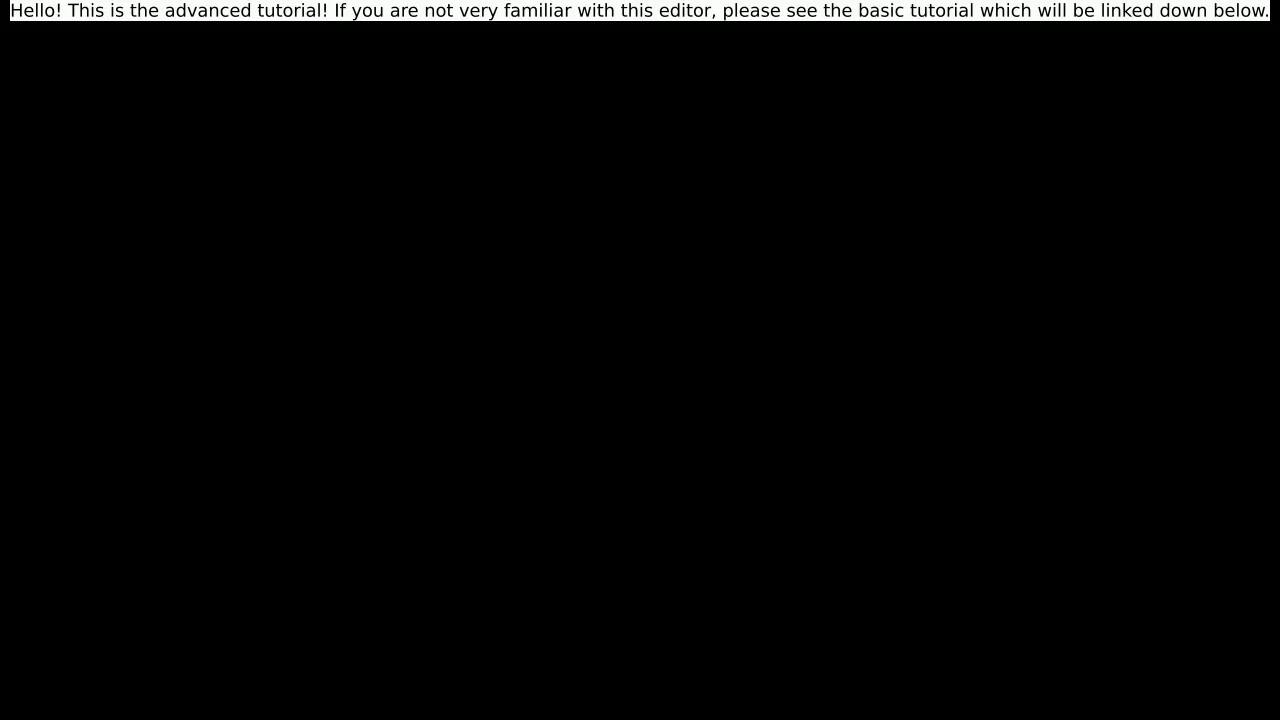 Hello! This is the advanced tutorial! If you are not very familiar with this editor, please see the basic tutorial which will be linked down below.